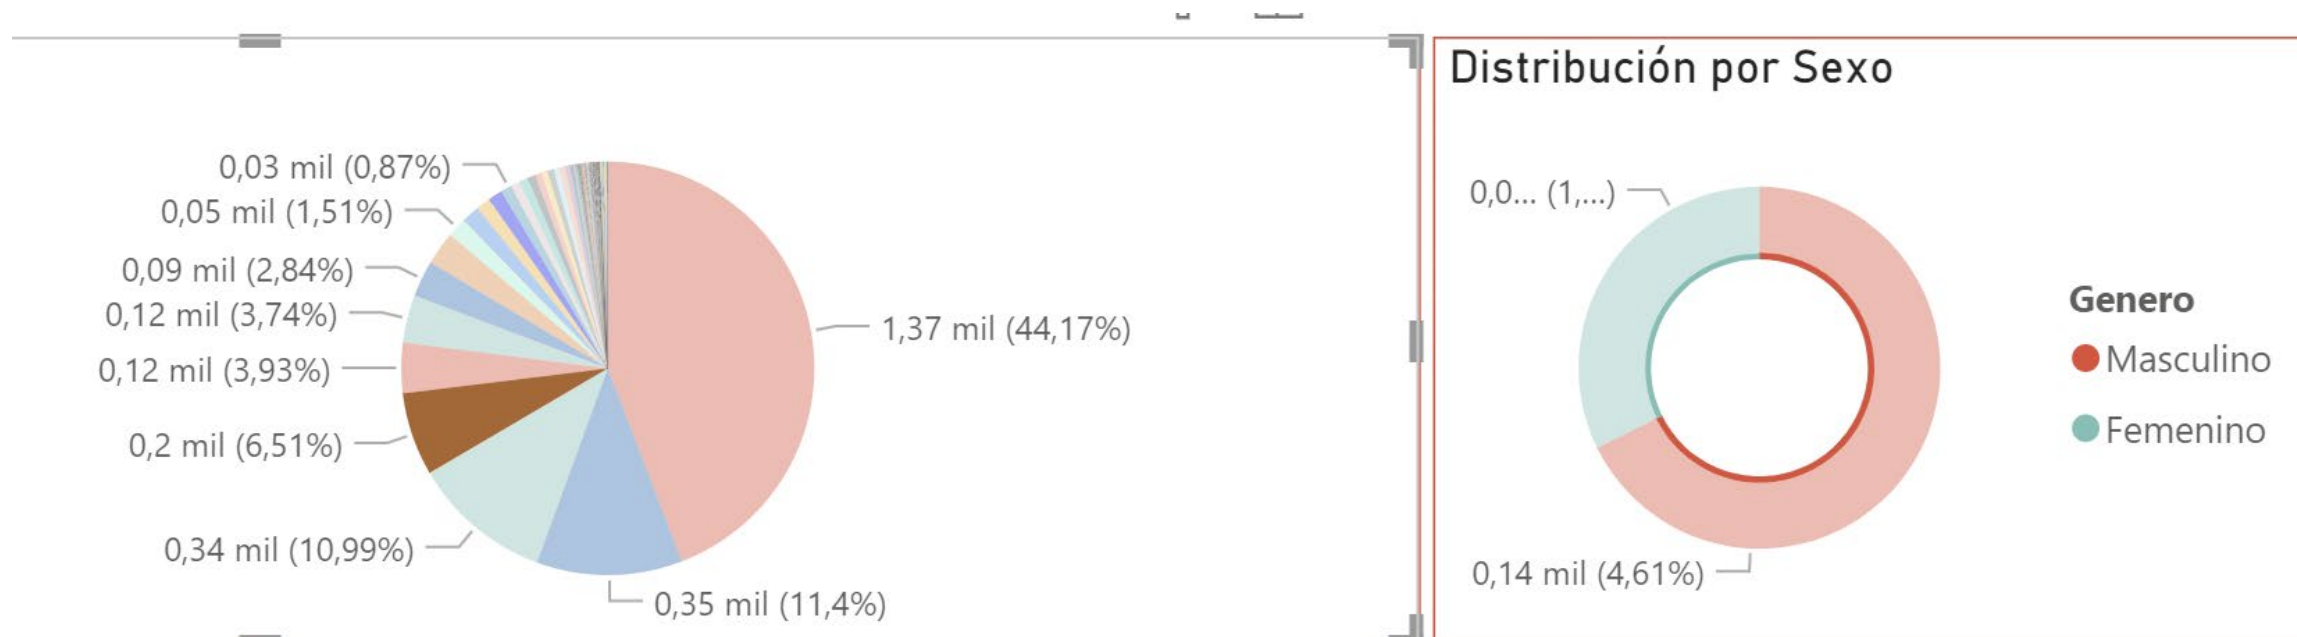 0,03 mil (0,87%)
0,05 mil (1,51%)
0,09 mil (2,84%)
0,12 mil (3,74%)
0,12 mil (3,93%)
0,2 mil (6,51%)
0,34 mil (10,99%)
0,35 mil (11,4%)
1,37 mil (44,17%)
Distribución por Sexo
0,0... (1,...)
0,14 mil (4,61%)
Genero
Masculino
Femenino